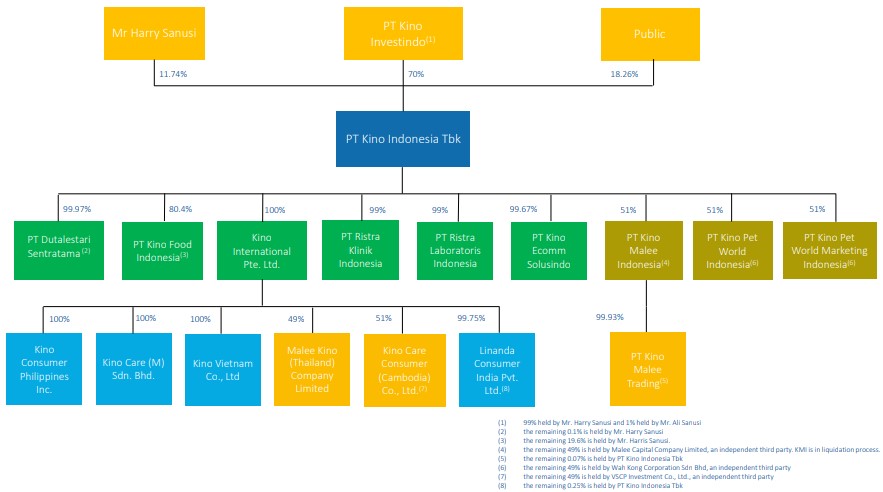 Mr Harry Sanusi
PT Kino
Investindo(1)
Public
11.74%
70%
18.26%
PT Kino Indonesia Tbk
99.97%
80.4%
100%
99%
99%
99.67%
51%
51%
51%
PT Dutalestari
Sentratama (2)
PT Kino Food
Indonesia(3)
Kino
International
Pte. Ltd.
PT Ristra
Klinik
Indonesia
PT Ristra
Laboratoris
Indonesia
PT Kino
Ecomm
Solusindo
PT Kino
Malee
Indonesia(4)
PT Kino Pet
World
Indonesia(6)
PT Kino Pet
World Marketing
Indonesia(6)
100%
100%
100%
49%
51%
99.75%
99.93%
Kino
Consumer
Philippines
Inc.
Kino Care (M)
Sdn. Bhd.
Kino Vietnam
Co., Ltd
Malee Kino
(Thailand)
Company
Limited
Kino Care
Consumer
(Cambodia)
Co., Ltd.(7)
Linanda
Consumer
India Pvt.
Ltd.(8)
PT Kino
Malee
Trading(5)
(1) 99% held by Mr. Harry Sanusi and 1% held by Mr. Ali Sanusi
(2) the remaining 0.1% is held by Mr. Harry Sanusi
(3) the remaining 19.6% is held by Mr. Harris Sanusi.
(4) the remaining 49% is held by Malee Capital Company Limited, an independent third party. KMI is in liquidation process.
(5) the remaining 0.07% is held by PT Kino Indonesia Tbk
(6) the remaining 49% is held by Wah Kong Corporation Sdn Bhd, an independent third party
(7) the remaining 49% is held by VSCP Investment Co., Ltd., an independent third party
(8) the remaining 0.25% is held by PT Kino Indonesia Tbk